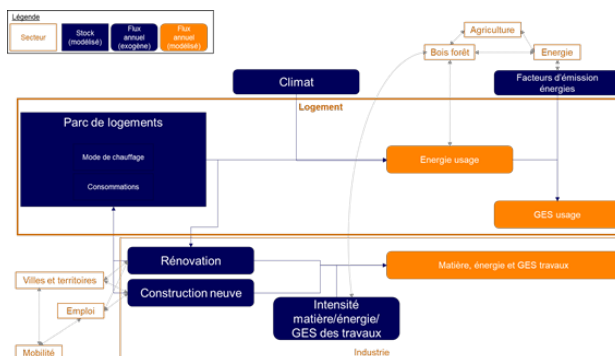 Légende
Secteur
Stock
(modélisé)
Flux
annuel
(exogène)
Flux
annuel
(modélisé)
Agriculture
Bois forêt
Energie
Climat
Facteurs d'émission
énergies
Logement
Parc de logements
Mode de chauffage
Consommations
Energie usage
GES usage
Rénovation
Construction neuve
Matière, énergie et GES travaux
Villes et territoires
Emploi
Mobilité
Intensité
matière/énergie/
GES des travaux
Industrie